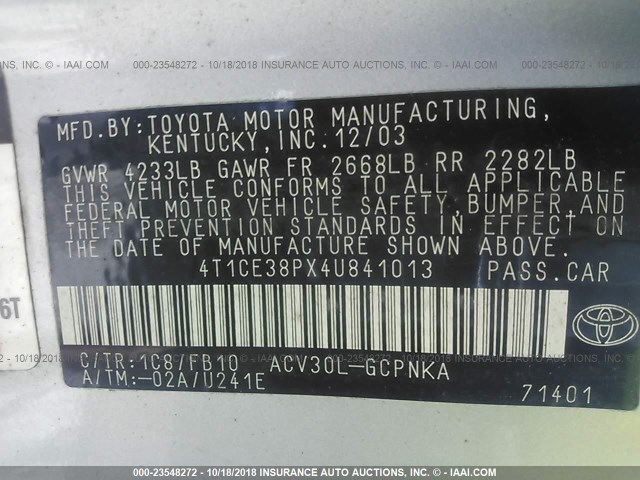 INC. © - IAAI.COM 000-23548272 - 10/18/2018 INSURANCE AUTO AUCTIONS, INC. © - IAAI.COM 000-
MFD.BY:TOYOTA MOTOR MANUFACTURING,
KENTUCKY,INC.12/03
GVWR 4233LB GAWR FR 2668LB RR 2282LB
THIS VEHICLE CONFORMS TO ALL APPLICABLE
FEDERAL MOTOR VEHICLE SAFETY,BUMPER,AND
THEFT PREVENTION STANDARDS IN EFFECT ON
THE DATE OF MANUFACTURE SHOWN ABOVE.
4T1CE38PX4U841013 PASS.CAR
6T
C/TR:1C8/FB10 ACV30L-GCPNKA
A/TM:-02A/U241E
71401
000-23548272 - 10/18/2018 INSURANCE AUTO AUCTIONS, INC. © - IAAI.COM